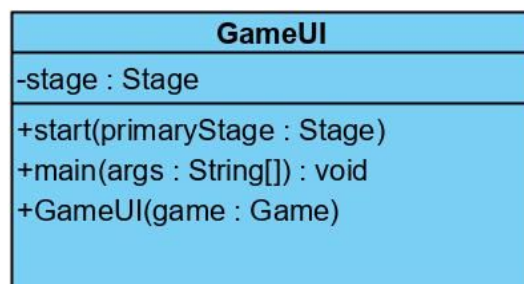 GameUI
-stage : Stage
+start(primaryStage : Stage)
+main(args : String[]) : void
+GameUI(game : Game)